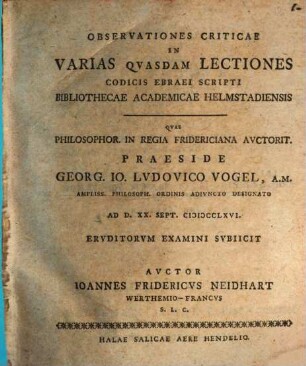 OBSERVATIONES CRITICAE
IN
VARIAS QVASDAM LECTIONES
CODICIS EBRAEI SCRIPTI
BIBLIOTHECAE ACADEMICAE HELMSTADIENSIS
QVAS
PHILOSOPHOR. IN REGIA FRIDERICIANA AVCTORIT.
PRAESIDE
GEORG. IO. LVDOVICO VOGEL, A.M.
AMPLISS. PHILOSOPH. ORDINIS ADIVNCTO DESIGNATO
AD D. XX. SEPT. CIↃIↃCCLXVI.
ERVDITORVM EXAMINI SVBIICIT
AVCTOR
IOANNES FRIDERICVS NEIDHART
WERTHEMIO-FRANCVS
S. L. C.
HALAE SALICAE AERE HENDELIO.